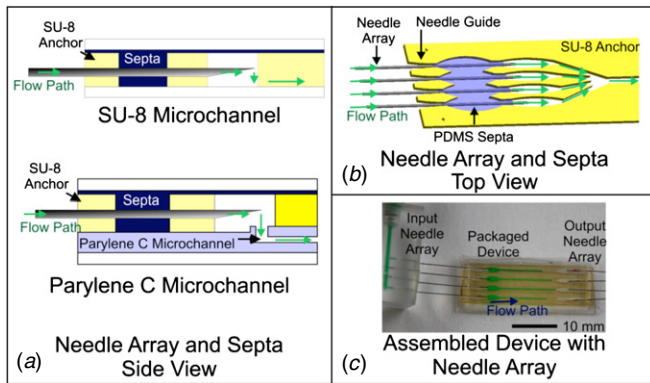 SU-8
Anchor
Septa
Flow Path
SU-8 Microchannel
SU-8
Anchor
Septa
Flow Path
Parylene C Microchannel
Parylene C Microchannel
(a) Needle Array and Septa
Side View
Needle
Array
Needle Guide
SU-8 Anchor
Flow Path
PDMS Septa
(b) Needle Array and Septa
Top View
Input
Needle
Array
Packaged
Device
Output
Needle
Array
Flow Path
10 mm
(c) Assembled Device with
Needle Array